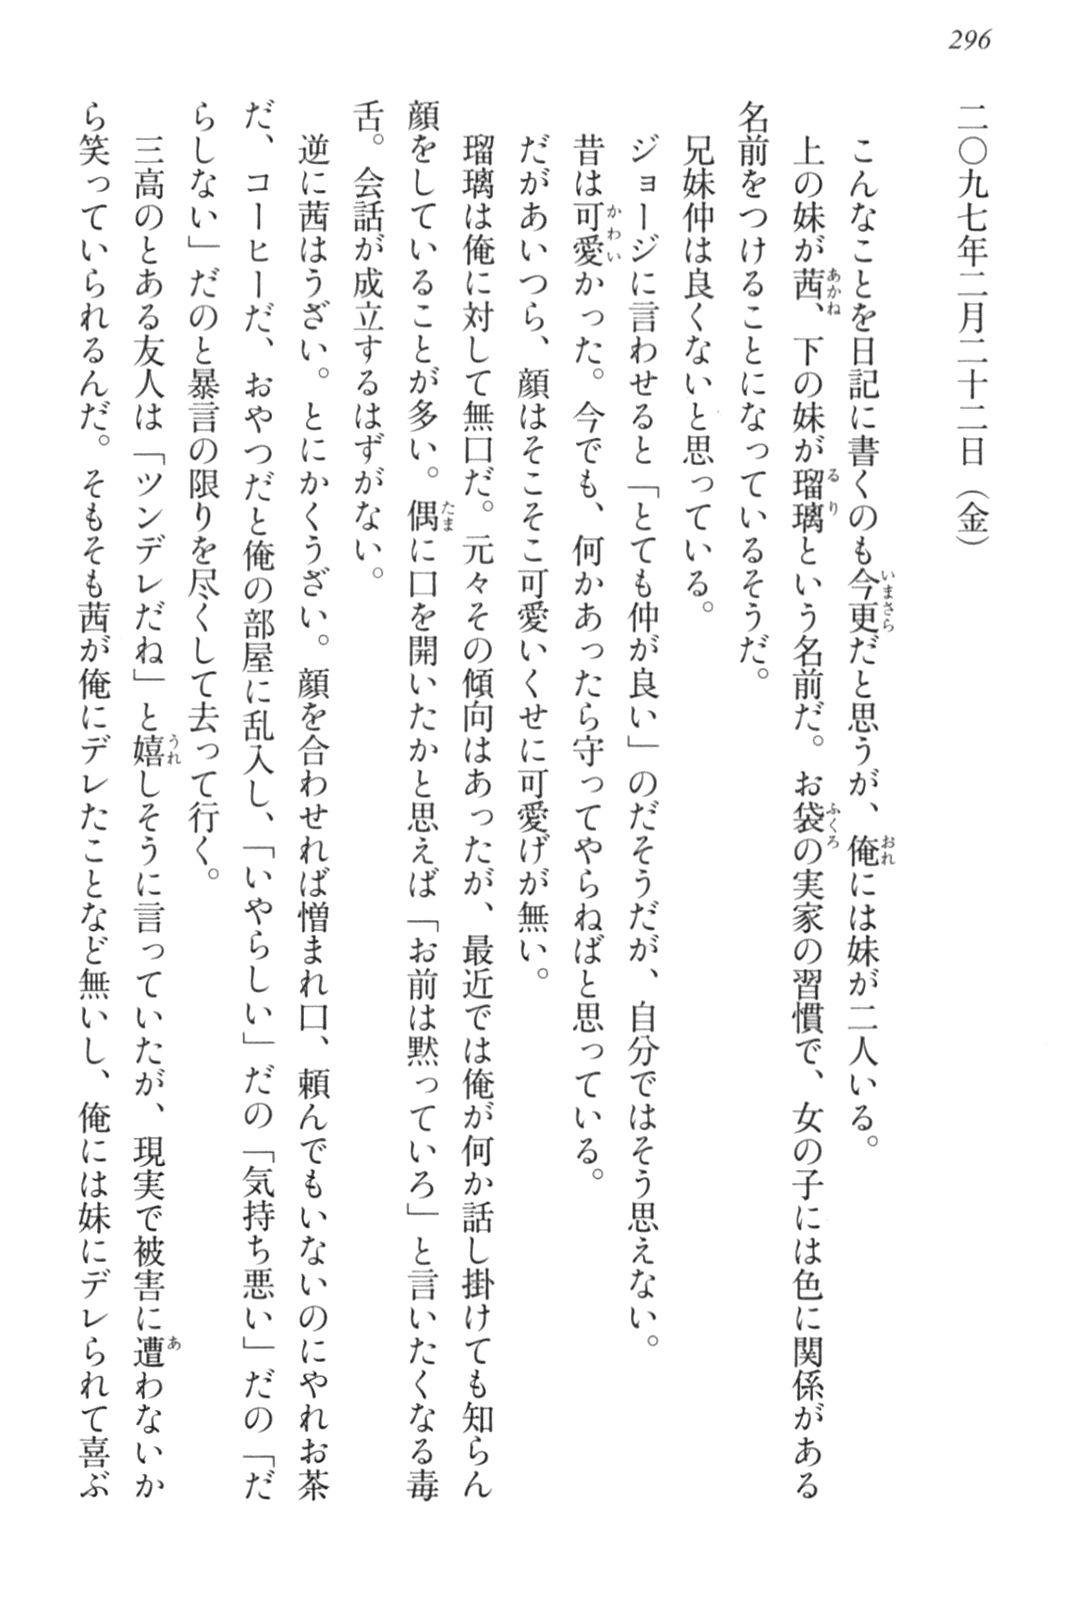 296
二〇九七年二月二十二日（金）
こんなことを日記に書くのも今更だと思うが、俺には妹が二人いる。
上の妹が茜、下の妹が瑠璃という名前だ。お袋の実家の習慣で、女の子には色に関係がある
名前をつけることになっているそうだ。
兄妹仲は良くないと思っている。
ジョージに言わせると「とても仲が良い」のだそうだが、自分ではそう思えない。
昔は可愛かった。今でも、何かあったら守ってやらねばと思っている。
だがあいつら、顔はそこそこ可愛いくせに可愛げが無い。
瑠璃は俺に対して無口だ。元々その傾向はあったが、最近では俺が何か話し掛けても知らん
顔をしていることが多い。偶に口を開いたかと思えば「お前は黙っていろ」と言いたくなる毒
舌。会話が成立するはずがない。
逆に茜はうざい。とにかくうざい。顔を合わせれば憎まれ口、頼んでもいないのにやれお茶
だ、コーヒーだ、おやつだと俺の部屋に乱入し、「いやらしい」だの「気持ち悪い」だの「だ
らしない」だのと暴言の限りを尽くして去って行く。
三高のとある友人は「ツンデレだね」と嬉しそうに言っていたが、現実で被害に遭わないか
ら笑っていられるんだ。そもそも茜が俺にデレたことなど無いし、俺には妹にデレられて喜ぶ